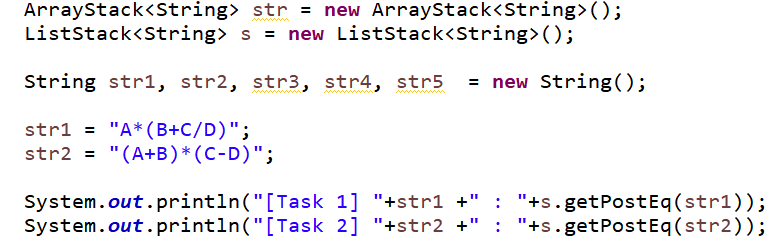 ArrayStack<String> str = new ArrayStack<String>();
ListStack<String> s = new ListStack<String>();
String str1, str2, str3, str4, str5  = new String();
str1 = "A*(B+C/D)";
str2 = "(A+B)*(C-D)";
System.out.println("[Task 1] "+str1 +" : "+s.getPostEq(str1));
System.out.println("[Task 2] "+str2 +" : "+s.getPostEq(str2));